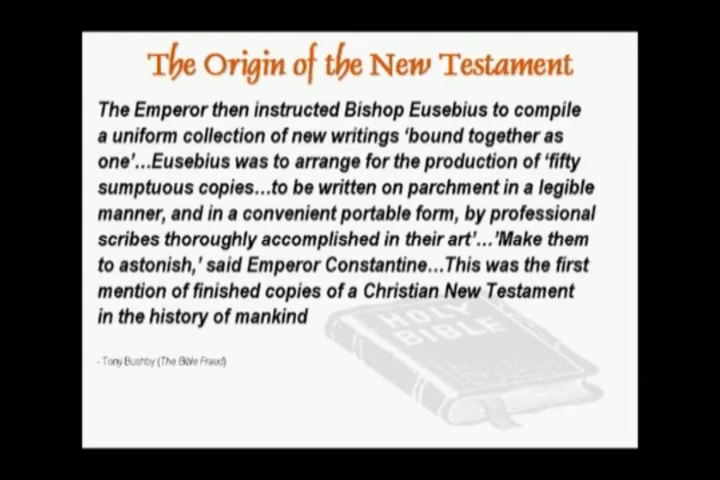 The Origin of the New Testament
The Emperor then instructed Bishop Eusebius to compile
a uniform collection of new writings ‘bound together as
one’...Eusebius was to arrange for the production of ‘fifty
sumptuous copies...to be written on parchment in a legible
manner, and in a convenient portable form, by professional
scribes thoroughly accomplished in their art’...’Make them
to astonish,’ said Emperor Constantine...This was the first
mention of finished copies of a Christian New Testament
in the history of mankind
HOLY
BIBLE
- Tony Bushby (The Bible Fraud)